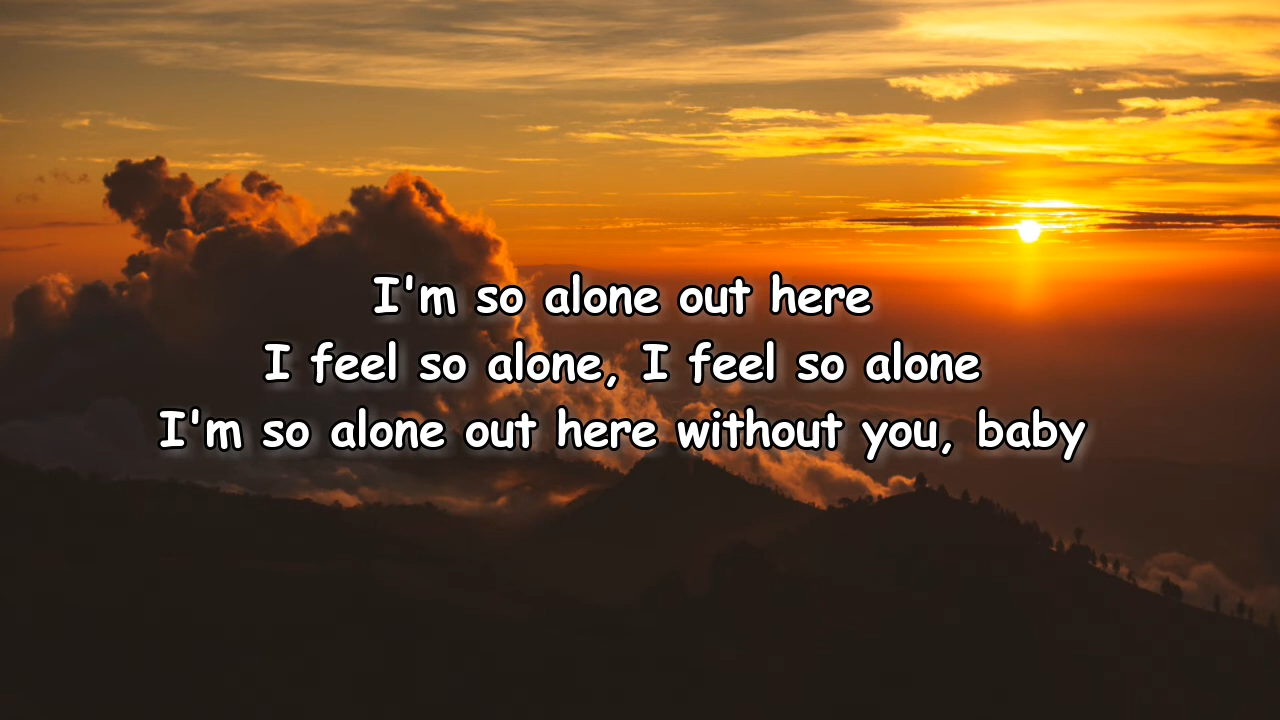 I'm so alone out here
I feel so alone, I feel so alone
I'm so alone out here without you, baby